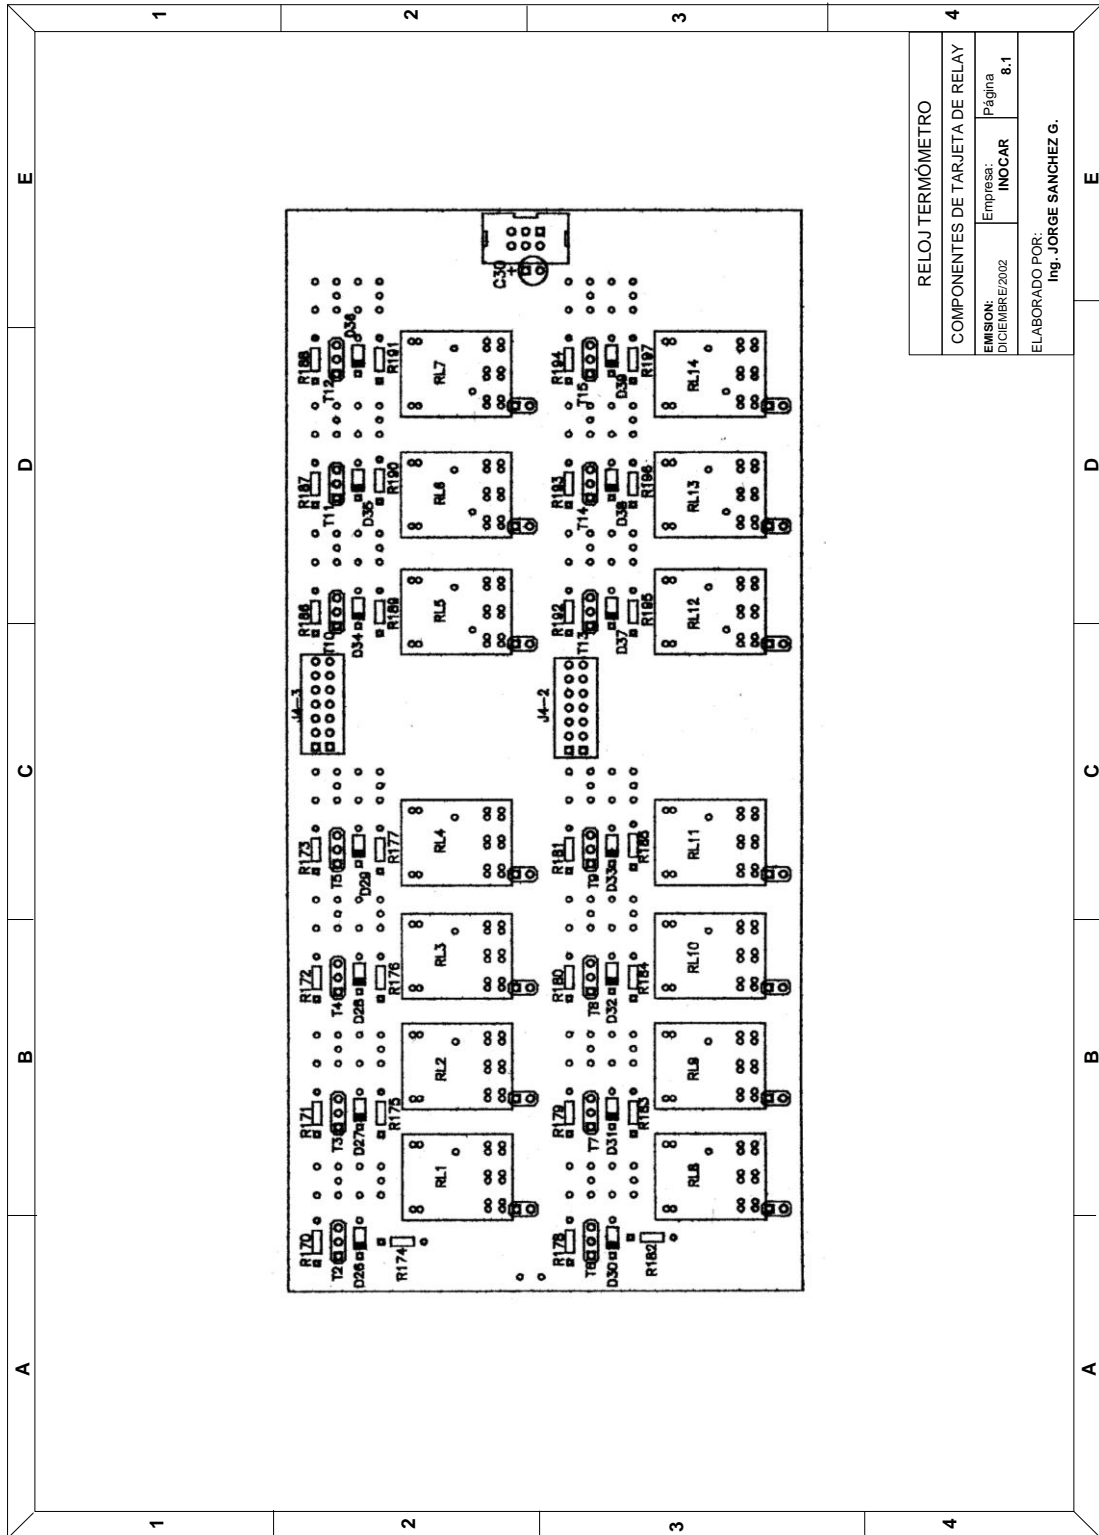 A B C D E
1 1
J4-3
R170 R171 R172 R173 R186 R187 R188
T2 T3 T4 T5 T10 T11 T12
D26 D27 D28 D29 D34 D35 D36
R174 R175 R176 R177 R189 R190 R191
2 2
RL1 RL2 RL3 RL4 RL5 RL6 RL7
C30 +
J4-2
R178 R179 R180 R181 R192 R193 R194
T6 T7 T8 T9 T13 T14 T15
D30 D31 D32 D33 D37 D38 D39
R182 R183 R184 R185 R195 R196 R197
3 3
RL8 RL9 RL10 RL11 RL12 RL13 RL14
4 4
RELOJ TERMÓMETRO
COMPONENTES DE TARJETA DE RELAY
EMISION: Empresa: Página
DICIEMBRE/2002 INOCAR 8.1
ELABORADO POR:
Ing. JORGE SANCHEZ G.
A B C D E